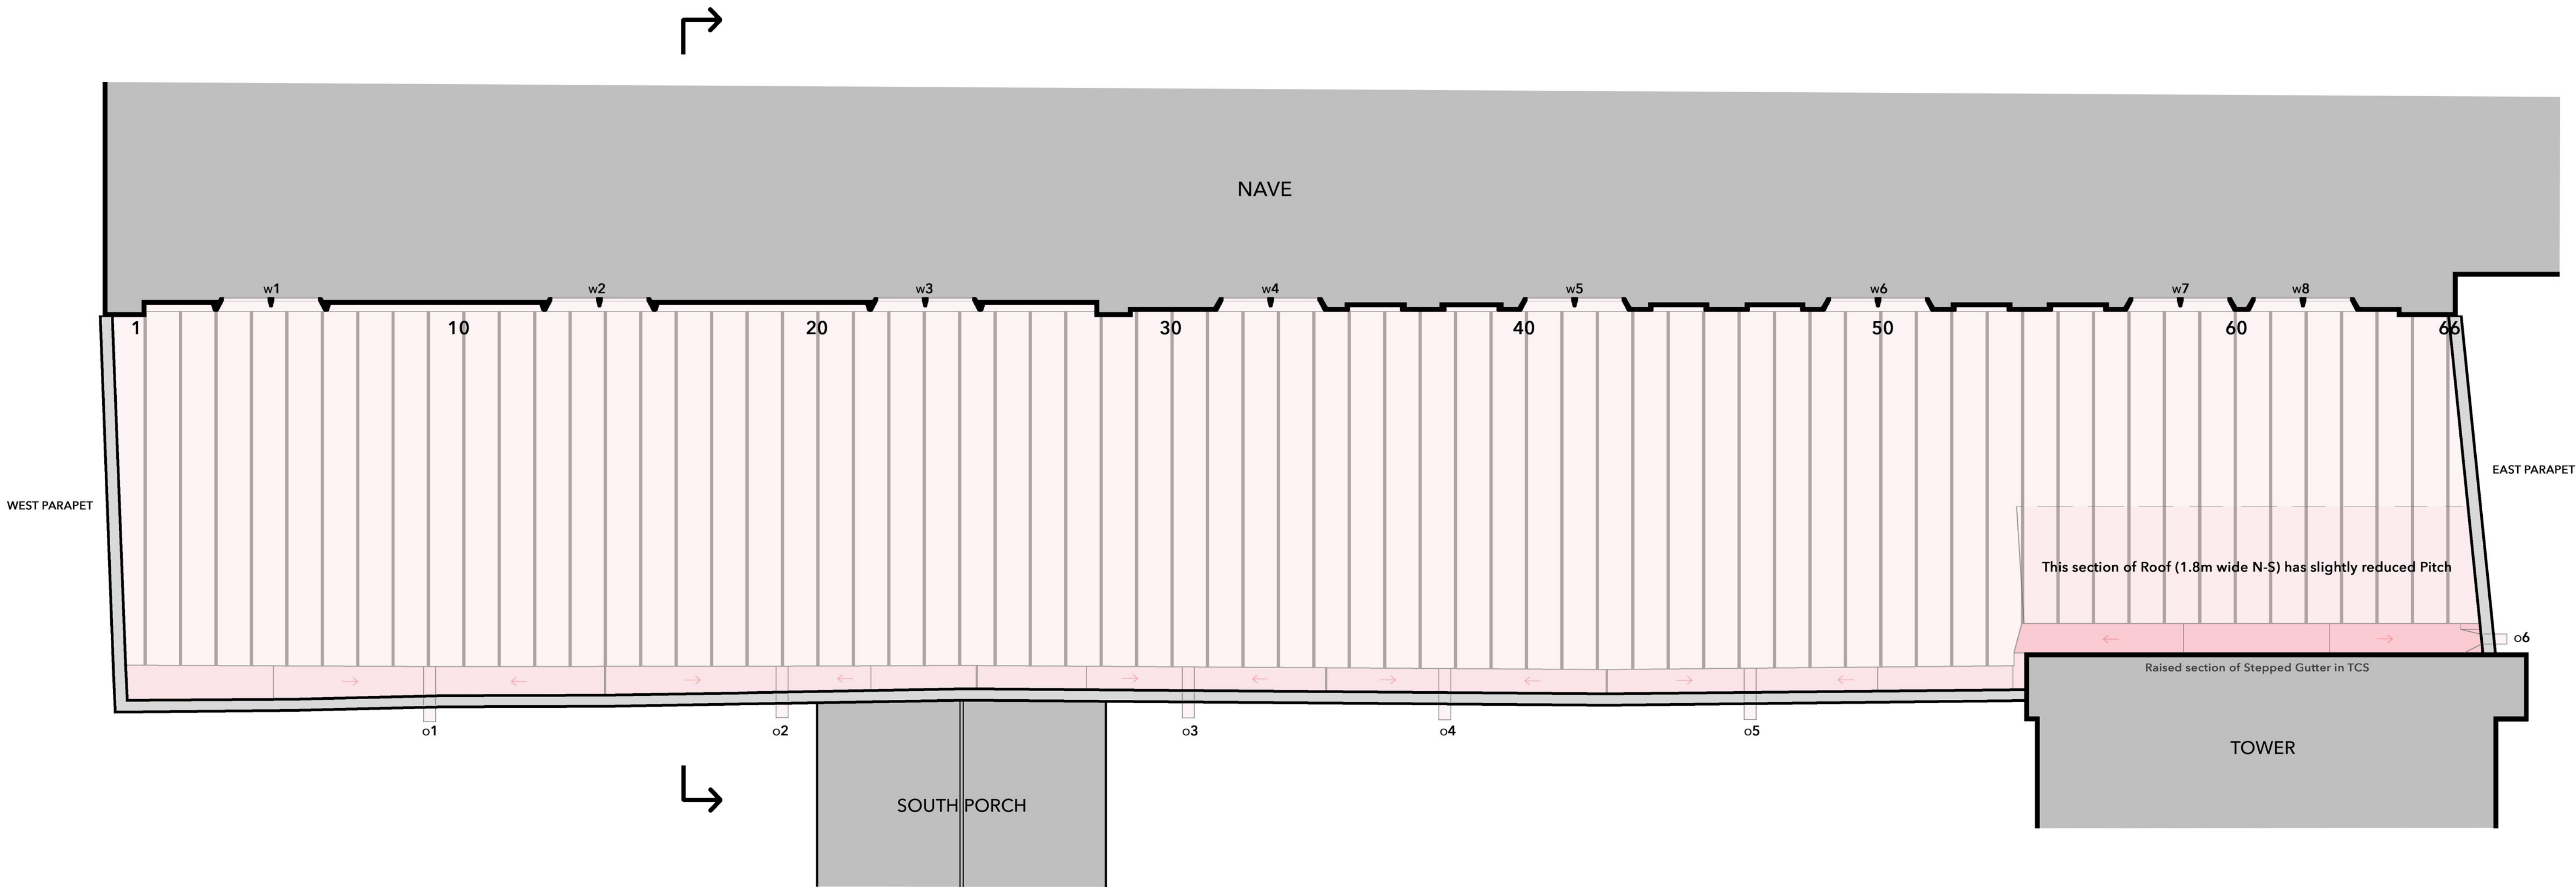 NAVE
w1 w2 w3 w4 w5 w6 w7 w8
1 10 20 30 40 50 60 66
EAST PARAPET
WEST PARAPET
This section of Roof (1.8m wide N-S) has slightly reduced Pitch
o6
Raised section of Stepped Gutter in TCS
o1 o2 o3 o4 o5
TOWER
SOUTH PORCH